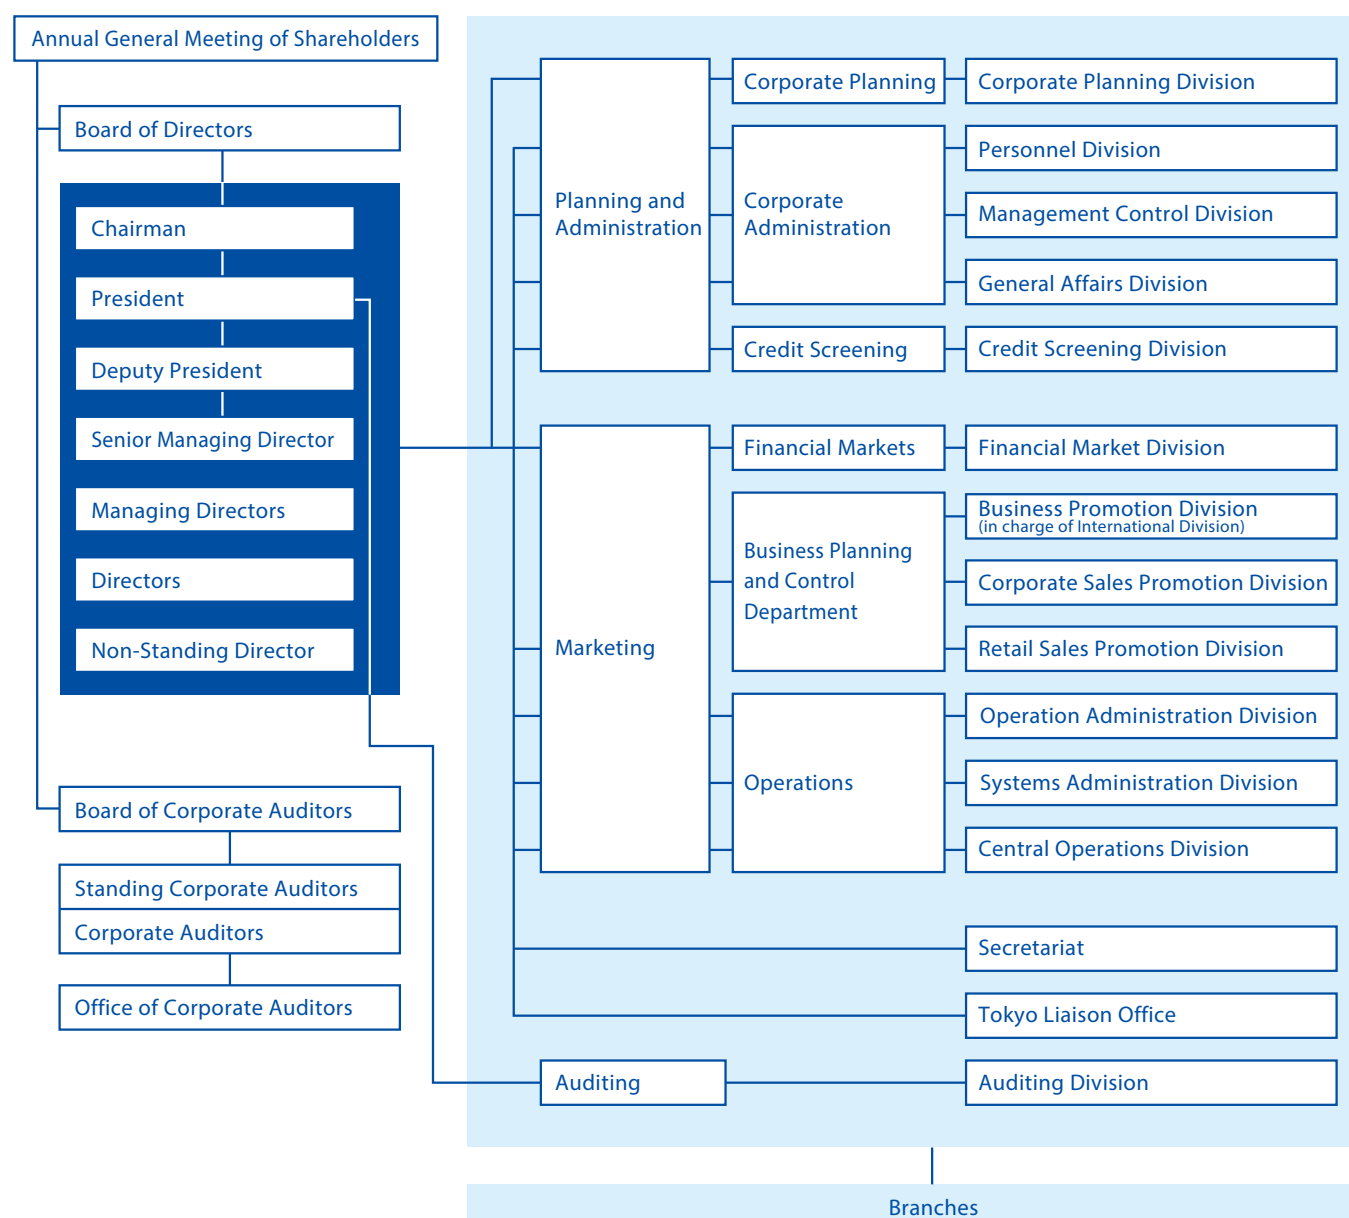 Annual General Meeting of Shareholders
Board of Directors
Chairman
President
Deputy President
Senior Managing Director
Managing Directors
Directors
Non-Standing Director
Board of Corporate Auditors
Standing Corporate Auditors
Corporate Auditors
Office of Corporate Auditors
Planning and
Administration
Corporate Planning
Corporate Planning Division
Corporate
Administration
Personnel Division
Management Control Division
General Affairs Division
Credit Screening
Credit Screening Division
Marketing
Financial Markets
Financial Market Division
Business Planning
and Control
Department
Business Promotion Division
(in charge of International Division)
Corporate Sales Promotion Division
Retail Sales Promotion Division
Operations
Operation Administration Division
Systems Administration Division
Central Operations Division
Secretariat
Tokyo Liaison Office
Auditing
Auditing Division
Branches